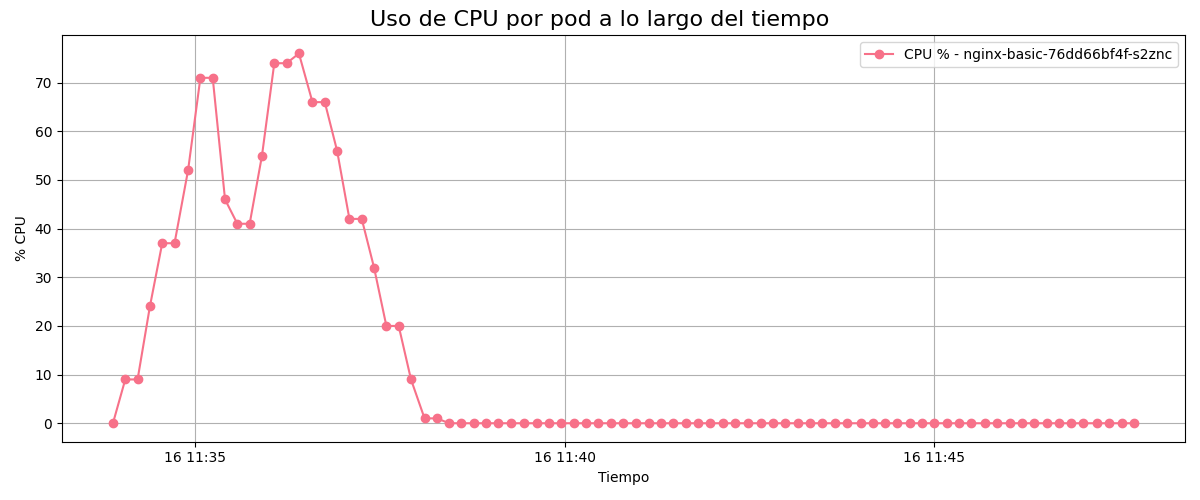 Uso de CPU por pod a lo largo del tiempo
CPU % - nginx-basic-76dd66bf4f-s2znc
% CPU
70
60
50
40
30
20
10
0
16 11:35
16 11:40
16 11:45
Tiempo